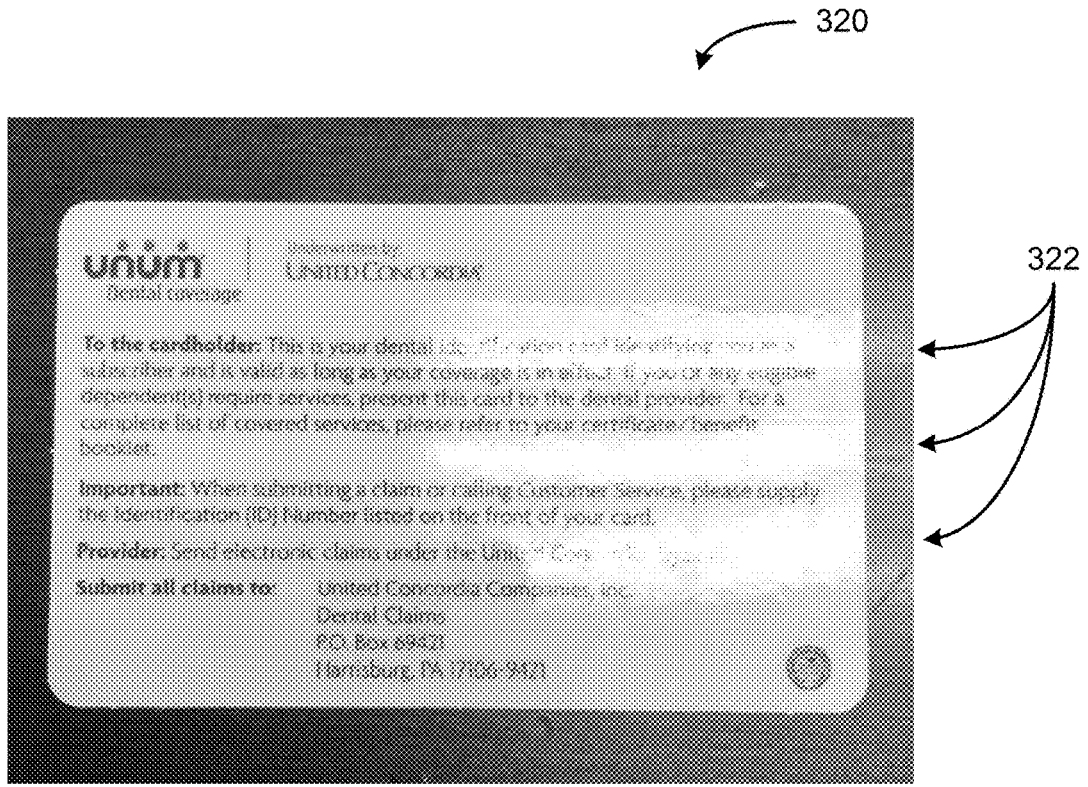 320
322
unum
Dental coverage
Underwritten by:
UNITED CONCORDIA
To the cardholder: This is your dental identification card identifying you as a
subscriber and is valid as long as your coverage is in effect. If you or any eligible
dependent(s) require services, present this card to the dental provider. For a
complete list of covered services, please refer to your certificate/benefit
booklet.
Important: When submitting a claim or calling Customer Service, please supply
the Identification (ID) Number listed on the front of your card.
Provider: Send electronic claims under the
Submit all claims to: United Concordia Companies, Inc.
Dental Claims
P.O. Box 69421
Harrisburg, PA 17106-9421